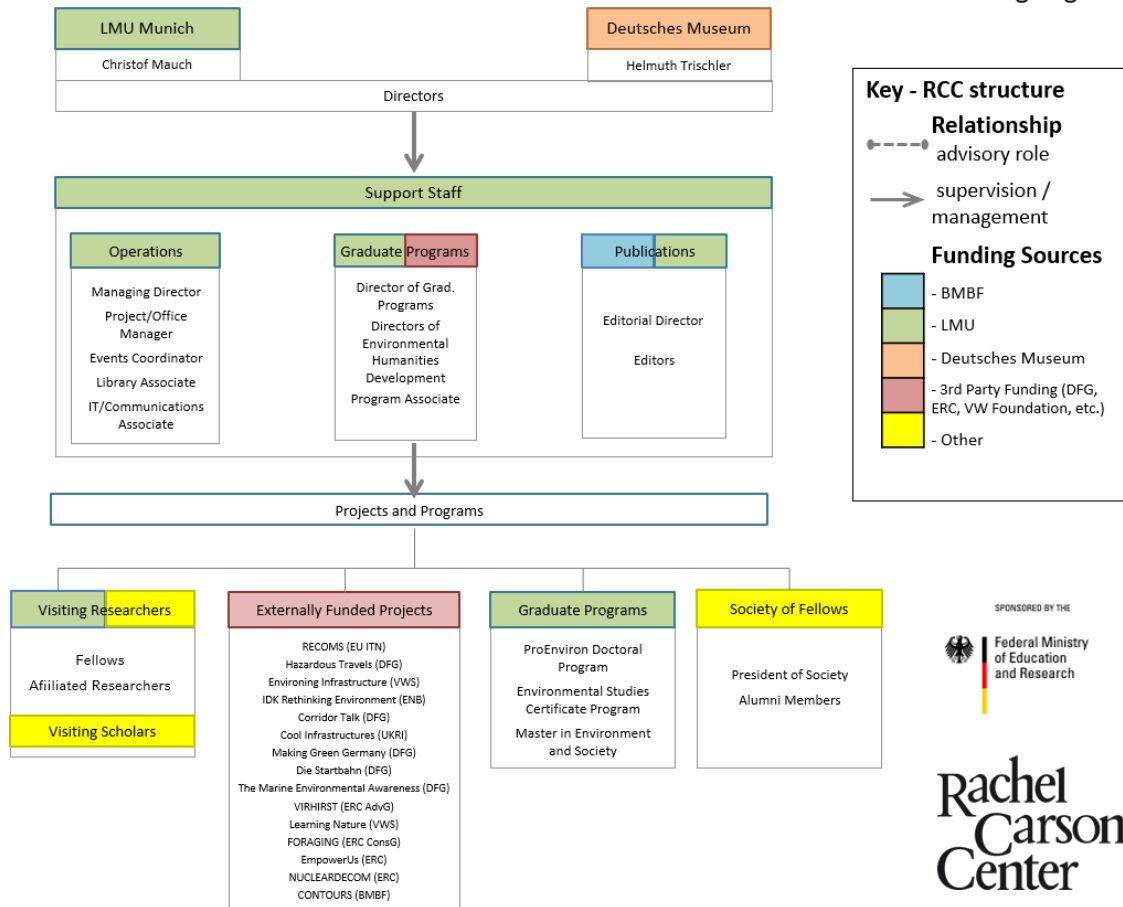 LMU Munich
Christof Mauch
Deutsches Museum
Helmuth Trischler
Directors
Support Staff
Operations
Managing Director
Project/Office
Manager
Events Coordinator
Library Associate
IT/Communications
Associate
Graduate Programs
Director of Grad.
Programs
Directors of
Environmental
Humanities
Development
Program Associate
Publications
Editorial Director
Editors
Projects and Programs
Visiting Researchers
Fellows
Afiiliated Researchers
Visiting Scholars
Externally Funded Projects
RECOMS (EU ITN)
Hazardous Travels (DFG)
Environing Infrastructure (VWS)
IDK Rethinking Environment (ENB)
Corridor Talk (DFG)
Cool Infrastructures (UKRI)
Making Green Germany (DFG)
Die Startbahn (DFG)
The Marine Environmental Awareness (DFG)
VIRHIRST (ERC AdvG)
Learning Nature (VWS)
FORAGING (ERC ConsG)
EmpowerUs (ERC)
NUCLEARDECOM (ERC)
CONTOURS (BMBF)
Graduate Programs
ProEnviron Doctoral
Program
Environmental Studies
Certificate Program
Master in Environment
and Society
Society of Fellows
President of Society
Alumni Members
Key - RCC structure
Relationship
advisory role
supervision /
management
Funding Sources
- BMBF
- LMU
- Deutsches Museum
- 3rd Party Funding (DFG,
ERC, VW Foundation, etc.)
- Other
SPONSORED BY THE
Federal Ministry
of Education
and Research
Rachel
Carson
Center